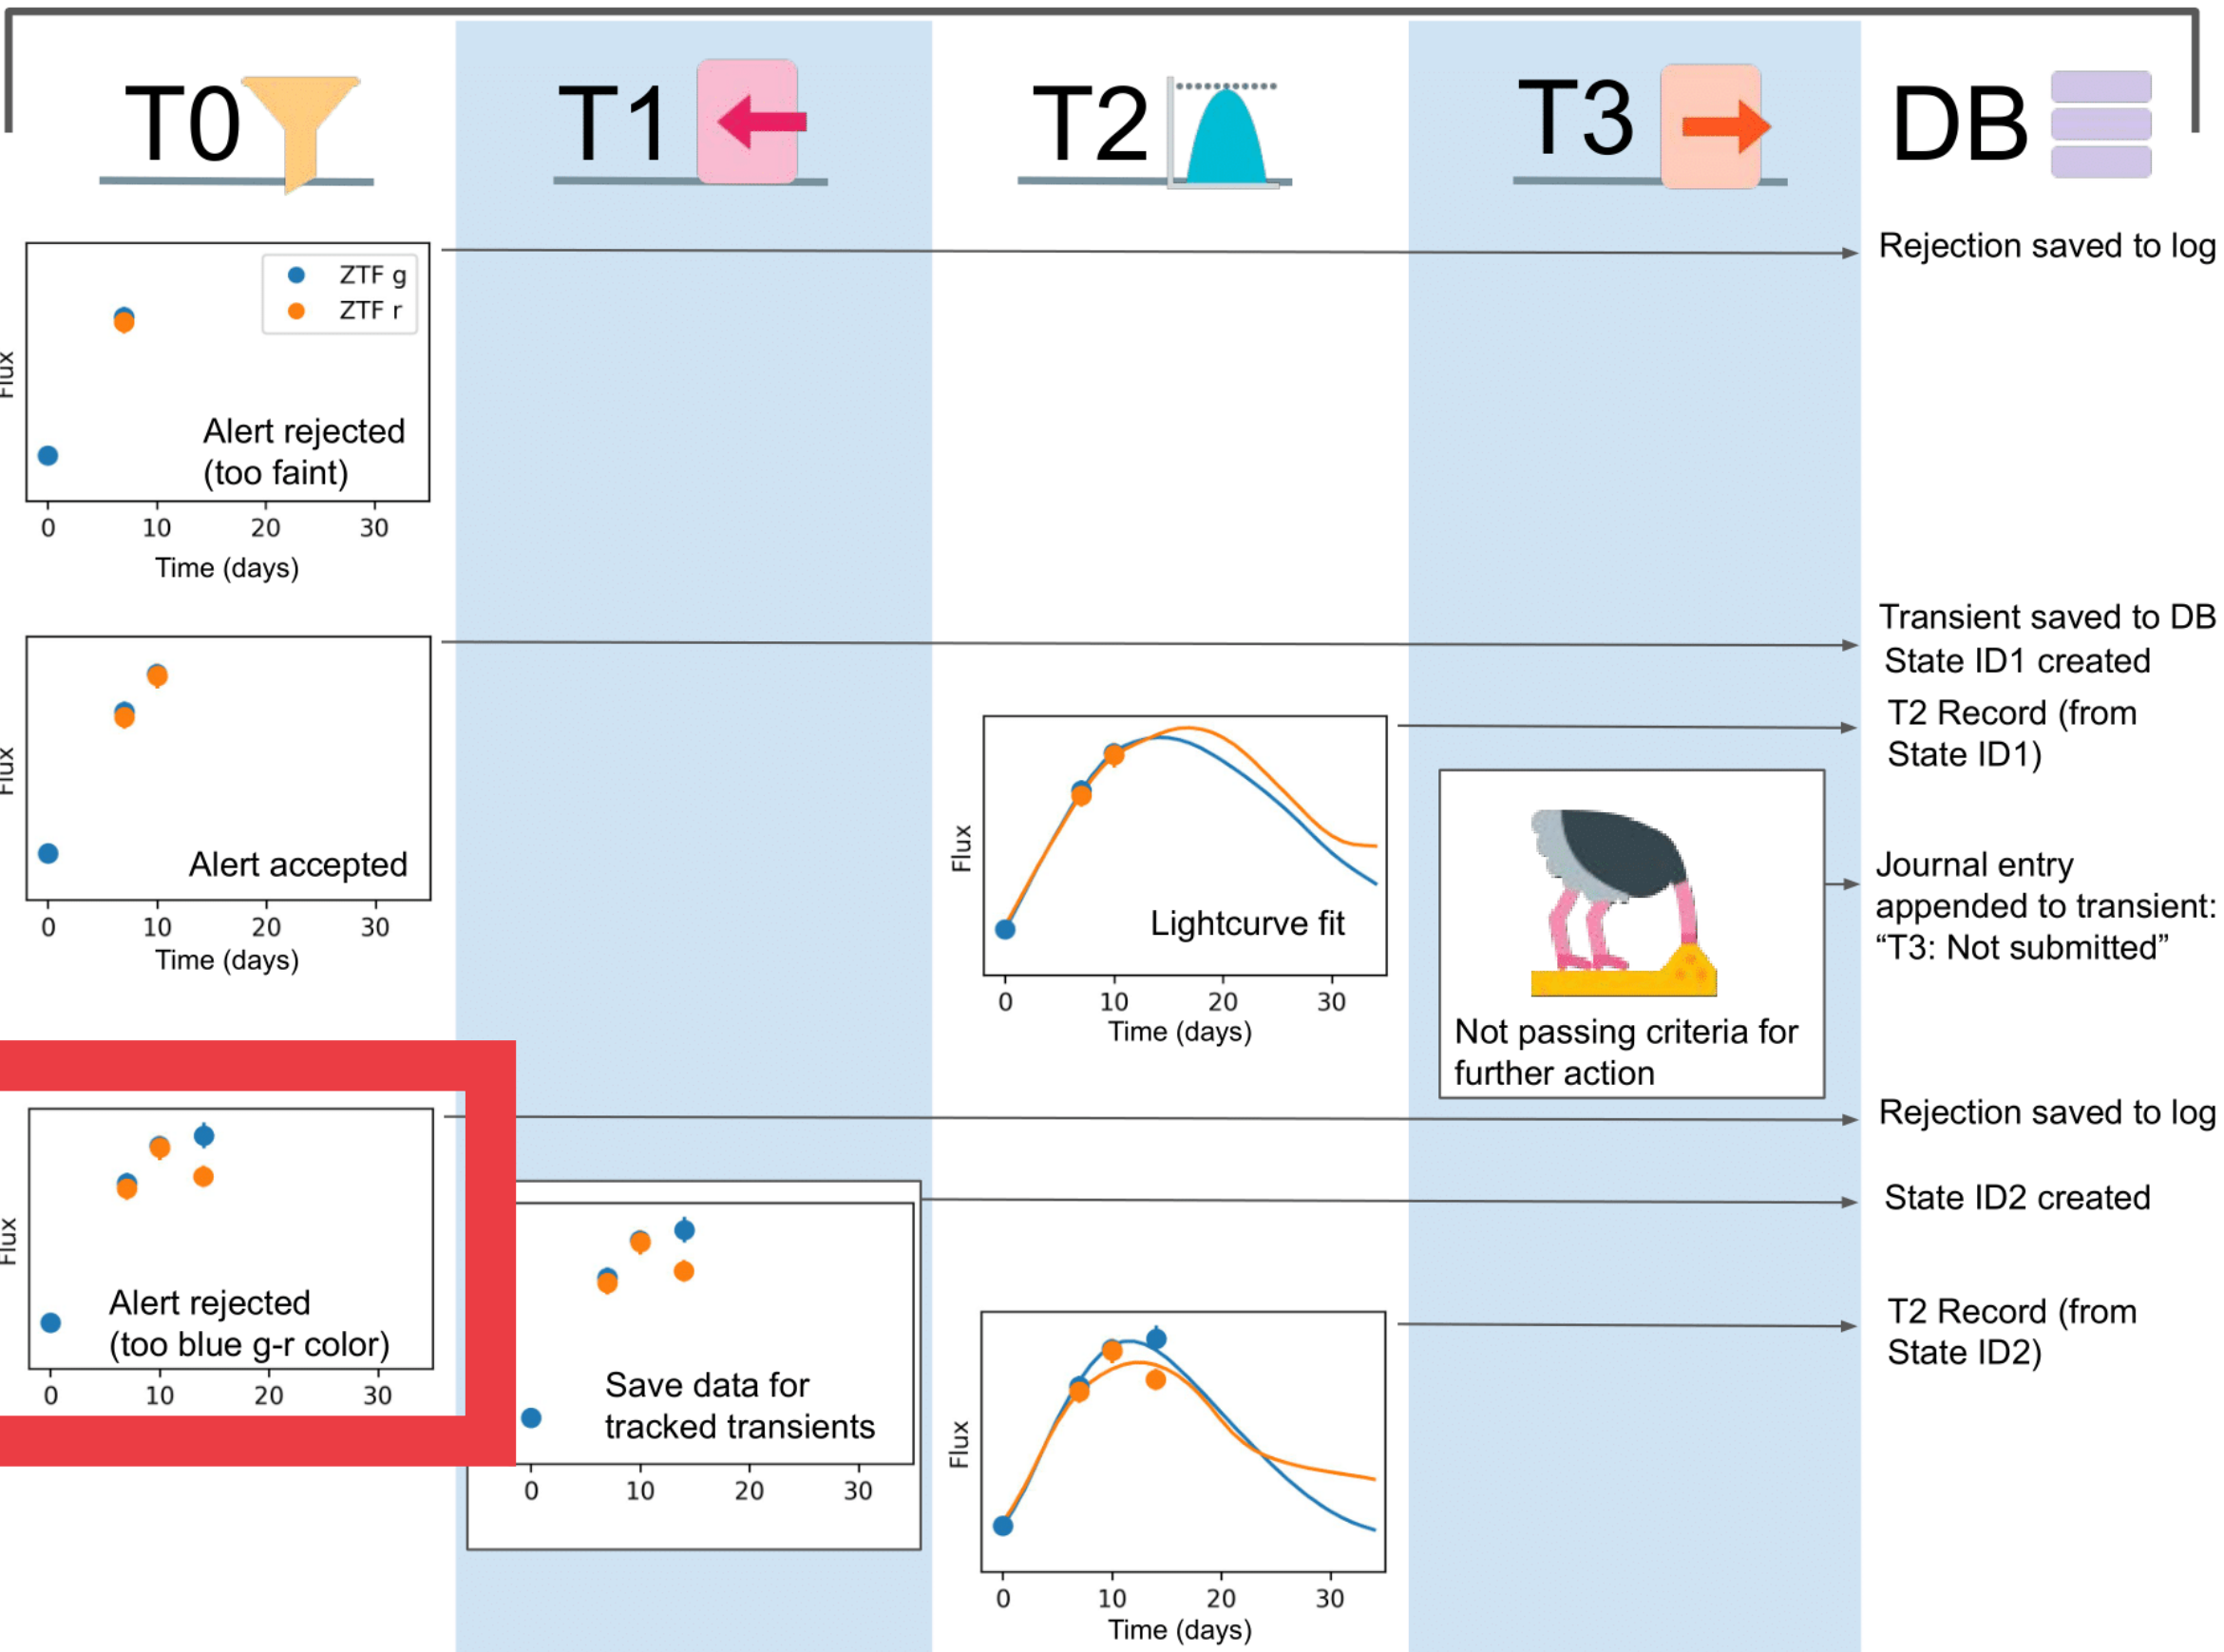 T0
T1
T2
T3
DB
ZTF g
ZTF r
Flux
Alert rejected
(too faint)
0 10 20 30
Time (days)
Rejection saved to log
Flux
Alert accepted
0 10 20 30
Time (days)
Transient saved to DB
State ID1 created
Flux
Lightcurve fit
0 10 20 30
Time (days)
T2 Record (from
State ID1)
Not passing criteria for
further action
Journal entry
appended to transient:
“T3: Not submitted”
Flux
Alert rejected
(too blue g-r color)
0 10 20 30
Rejection saved to log
Save data for
tracked transients
0 10 20 30
State ID2 created
Flux
0 10 20 30
Time (days)
T2 Record (from
State ID2)